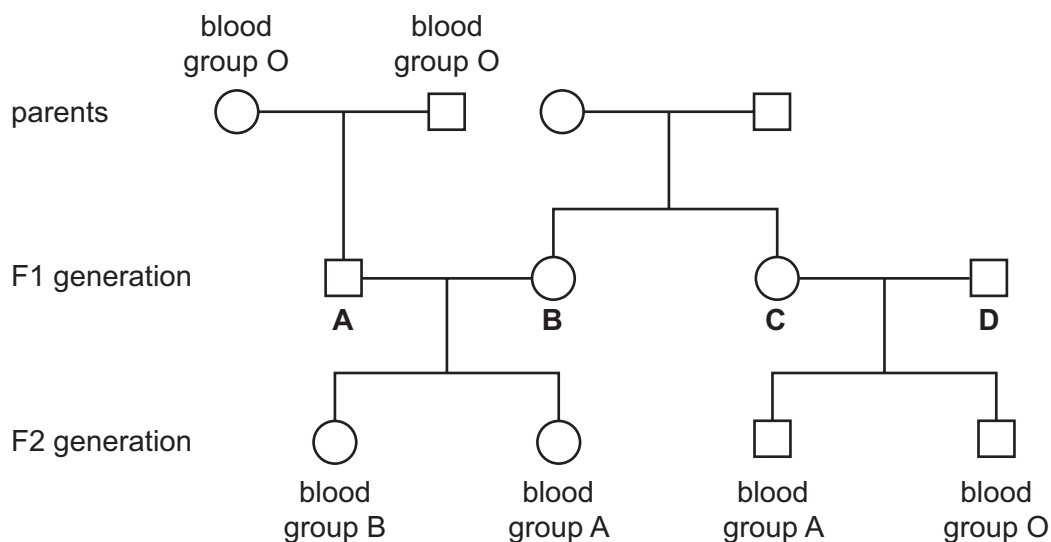 blood
group O
blood
group O
parents
F1 generation
A
B
C
D
F2 generation
blood
group B
blood
group A
blood
group A
blood
group O